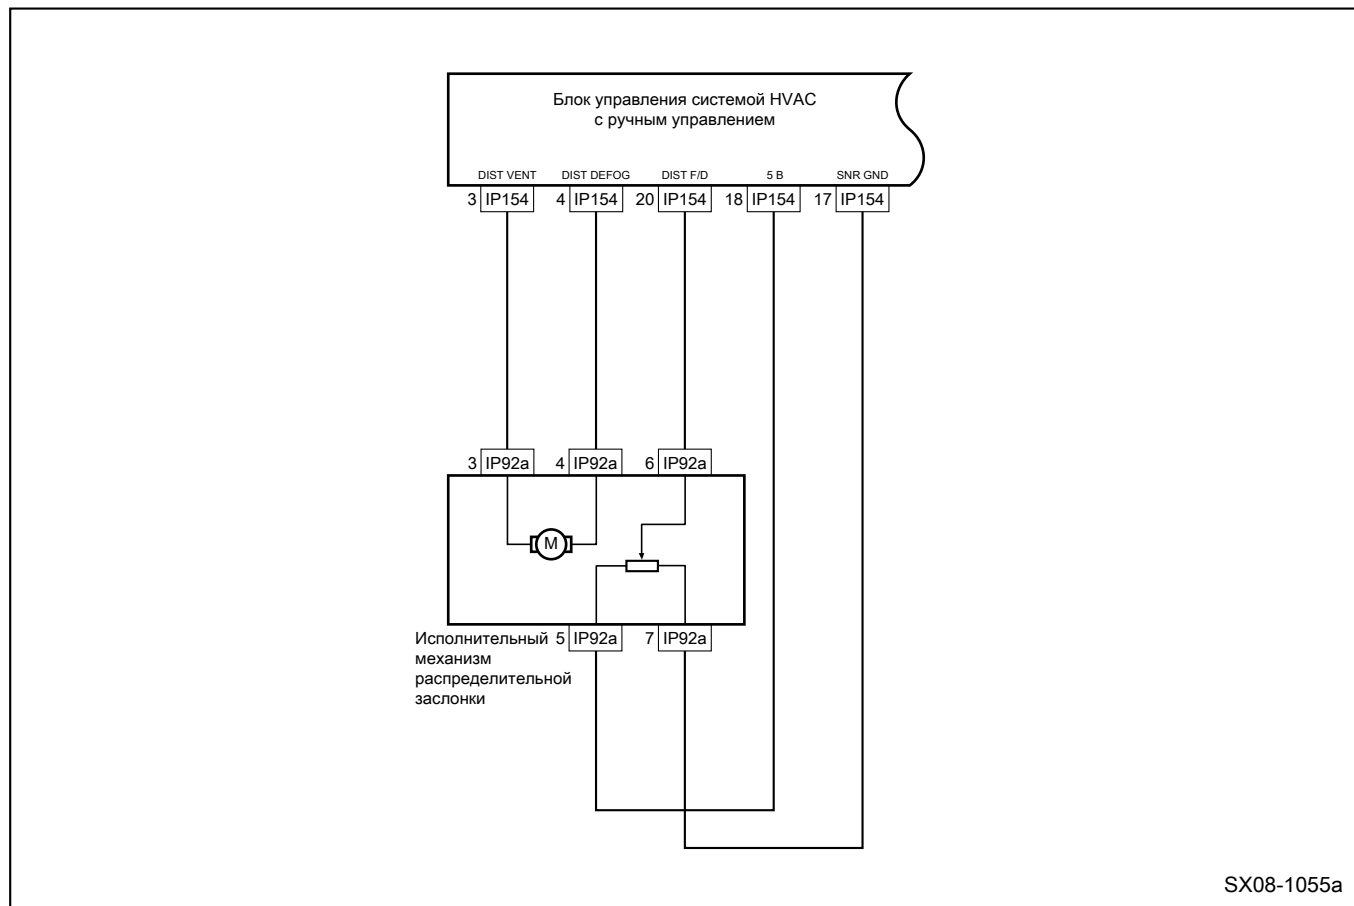 Блок управления системой HVAC
с ручным управлением
DIST VENT DIST DEFOG DIST F/D 5 В SNR GND
3 IP154 4 IP154 20 IP154 18 IP154 17 IP154
3 IP92a 4 IP92a 6 IP92a
M
Исполнительный 5 IP92a 7 IP92a
механизм
распределительной
заслонки
SX08-1055a